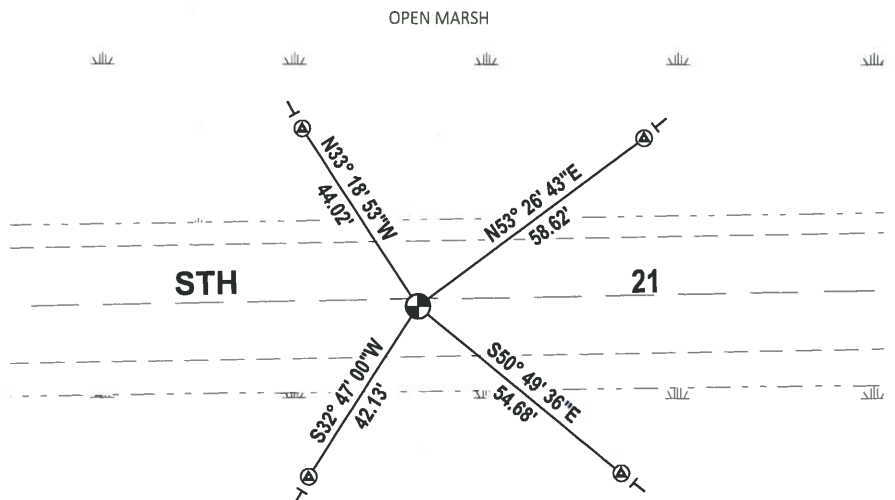 OPEN MARSH
N33° 18' 53"W
44.02'
N53° 26' 43"E
58.62'
STH
21
S32° 47' 00"W
42.13'
S50° 49' 36"E
54.68'